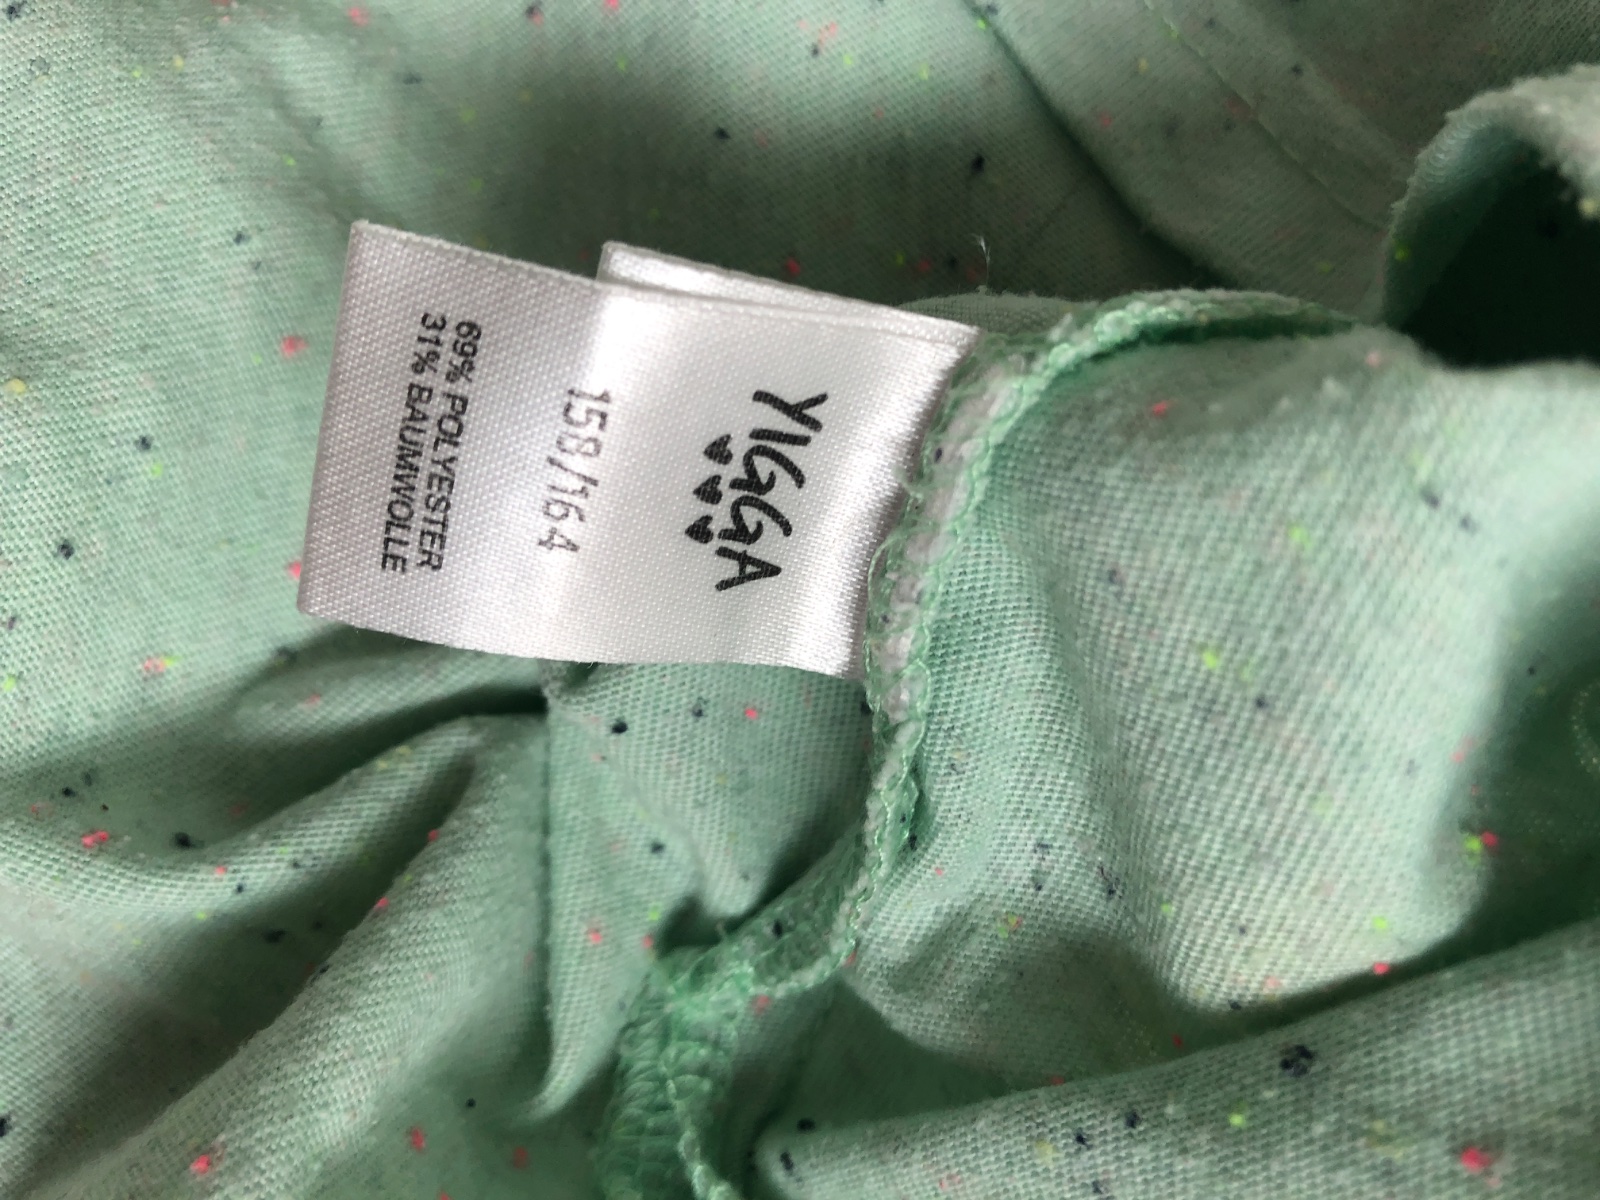 YIGGA
158/164
69% POLYESTER
31% BAUMWOLLE